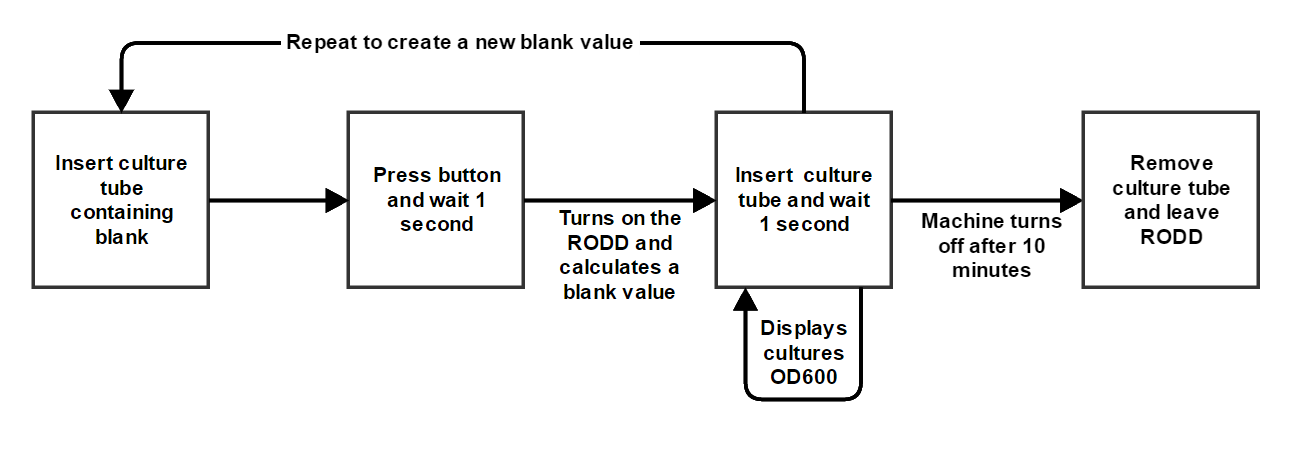 Repeat to create a new blank value
Insert culture
tube
containing
blank
Press button
and wait 1
second
Turns on the
RODD and
calculates a
blank value
Insert culture
tube and wait
1 second
Displays
cultures
OD600
Machine turns
off after 10
minutes
Remove
culture tube
and leave
RODD